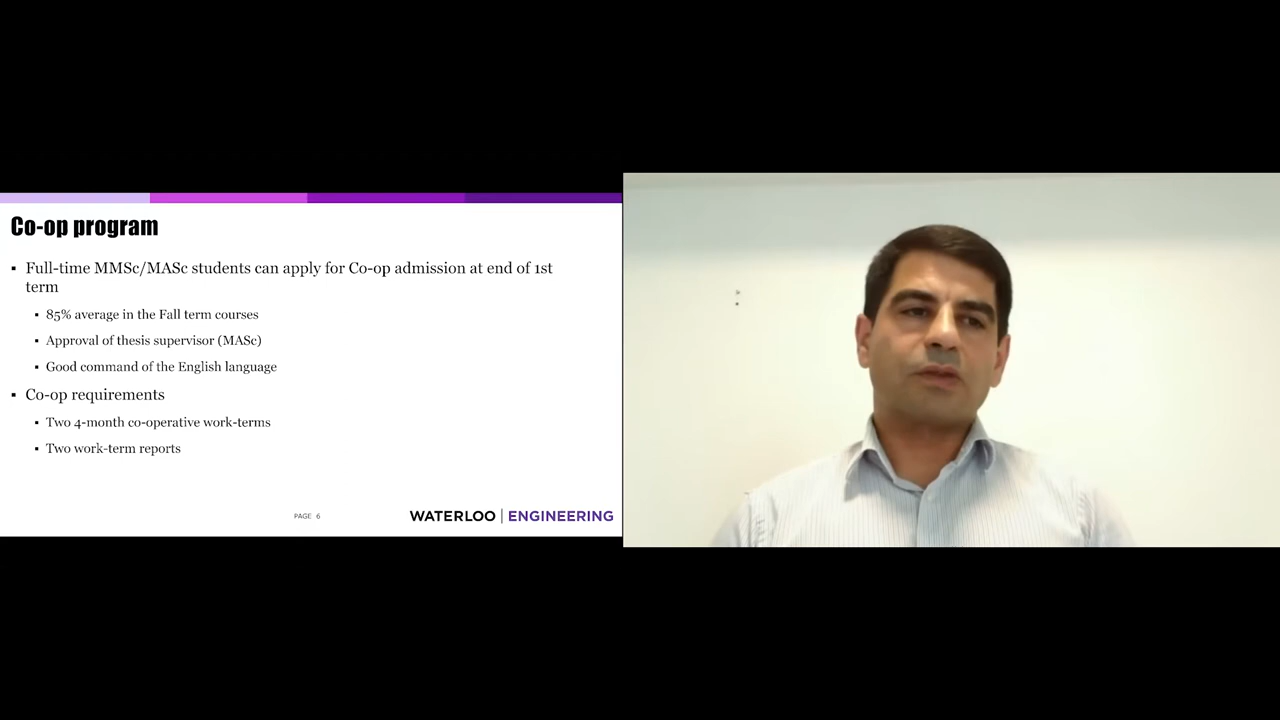 Co-op program
▪ Full-time MMSc/MASc students can apply for Co-op admission at end of 1st
term
▪ 85% average in the Fall term courses
▪ Approval of thesis supervisor (MASc)
▪ Good command of the English language
▪ Co-op requirements
▪ Two 4-month co-operative work-terms
▪ Two work-term reports
PAGE 6
WATERLOO | ENGINEERING